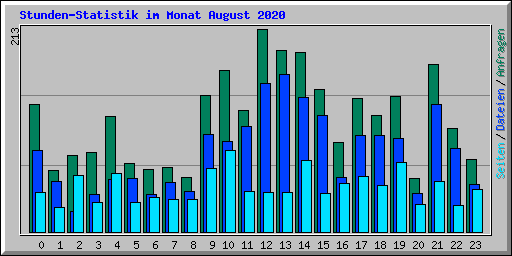 Stunden-Statistik im Monat August 2020
213
Seiten / Dateien / Anfragen
0 1 2 3 4 5 6 7 8 9 10 11 12 13 14 15 16 17 18 19 20 21 22 23